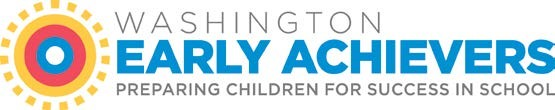 WASHINGTON
EARLY ACHIEVERS
PREPARING CHILDREN FOR SUCCESS IN SCHOOL